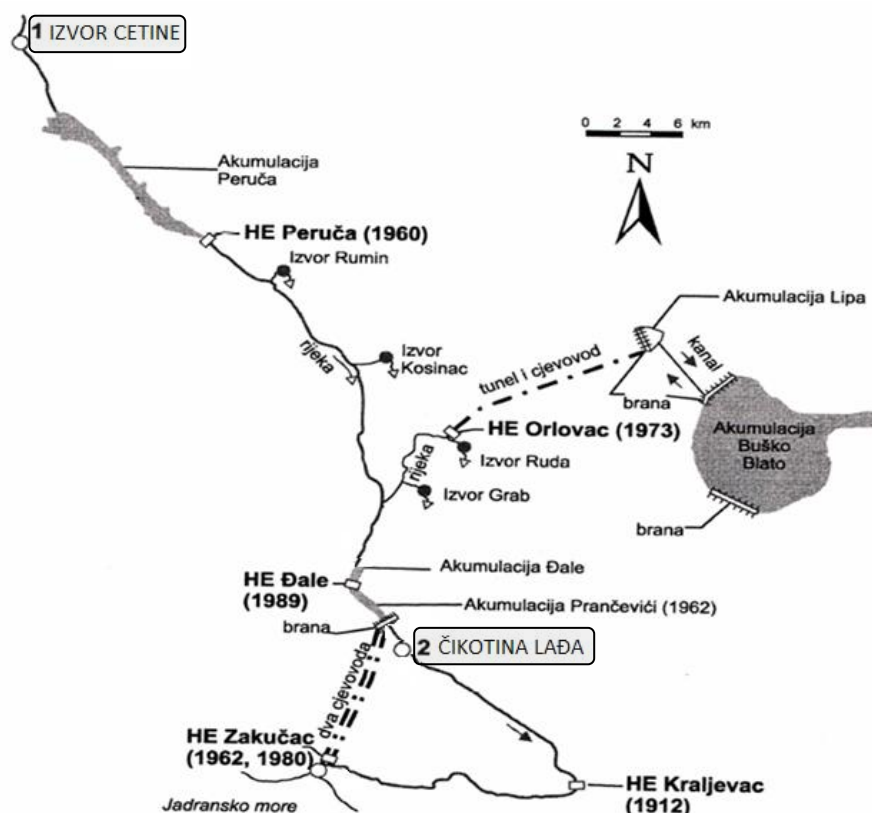 1 IZVOR CETINE
Akumulacija
Peruča
0 2 4 6 km
N
HE Peruča (1960)
Izvor Rumin
Akumulacija Lipa
rijeka
Izvor
Kosinac
tunel i cjevovod
kanal
brana
HE Orlovac (1973)
Akumulacija
Buško
Blato
rijeka
Izvor Ruda
Izvor Grab
brana
Akumulacija Đale
HE Đale
(1989)
Akumulacija Prančevići (1962)
brana
2 ČIKOTINA LAĐA
dva cjevovoda
HE Zakučac
(1962, 1980)
HE Kraljevac
(1912)
Jadransko more